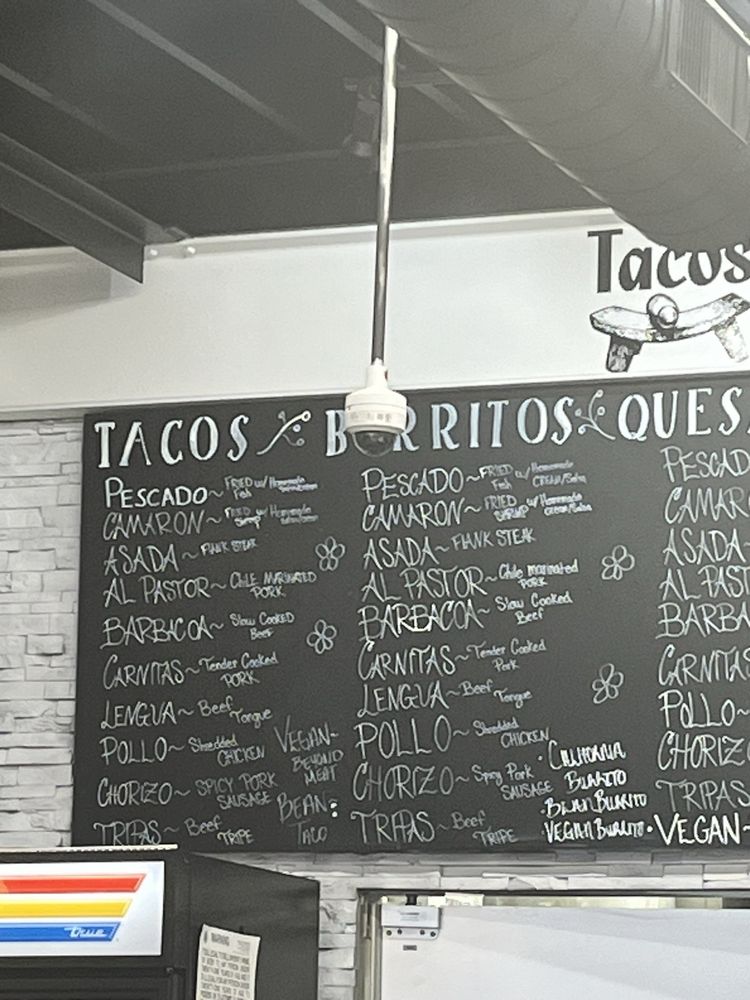 Tacos
TACOS BURRITOS QUES
PESCADO~ FRIED w/ Homemade
Fish
CAMARON~ FRIED w/ Homemade
Shrimp
ASADA~ FLANK STEAK
AL PASTOR~ CHILE MARINATED
PORK
BARBACOA~ Slow COOKED
Beef
CARNITAS~ Tender Cooked
PORK
LENGUA~ Beef
Tongue
POLLO~ Shredded
CHICKEN
CHORIZO~ SPICY PORK
SAUSAGE
TRIPAS~ Beef
TRIPE
VEGAN~
BEYOND
MEAT
BEAN
TACO
PESCADO~ FRIED w/ Homemade
Fish CREAM/Salsa
CAMARON~ FRIED w/ Homemade
SHRIMP cream/Salsa
ASADA~ FLANK STEAK
AL PASTOR~ Chile marinated
PORK
BARBACOA~ Slow Cooked
Beef
CARNITAS~ Tender Cooked
Pork
LENGUA~ Beef
Tongue
POLLO~ Shredded
CHICKEN
CHORIZO~ Spicy Pork
SAUSAGE
TRIPAS~ Beef
TRIPE
• CALIFORNIA
BURRITO
• BEAN BURRITO
• VEGAN BURRITO
PESCAD
CAMAR
ASADA~
AL PAST
BARBA
CARNITAS
POLLO~
CHORIZ
TRIPAS
• VEGAN~
True
WARNING